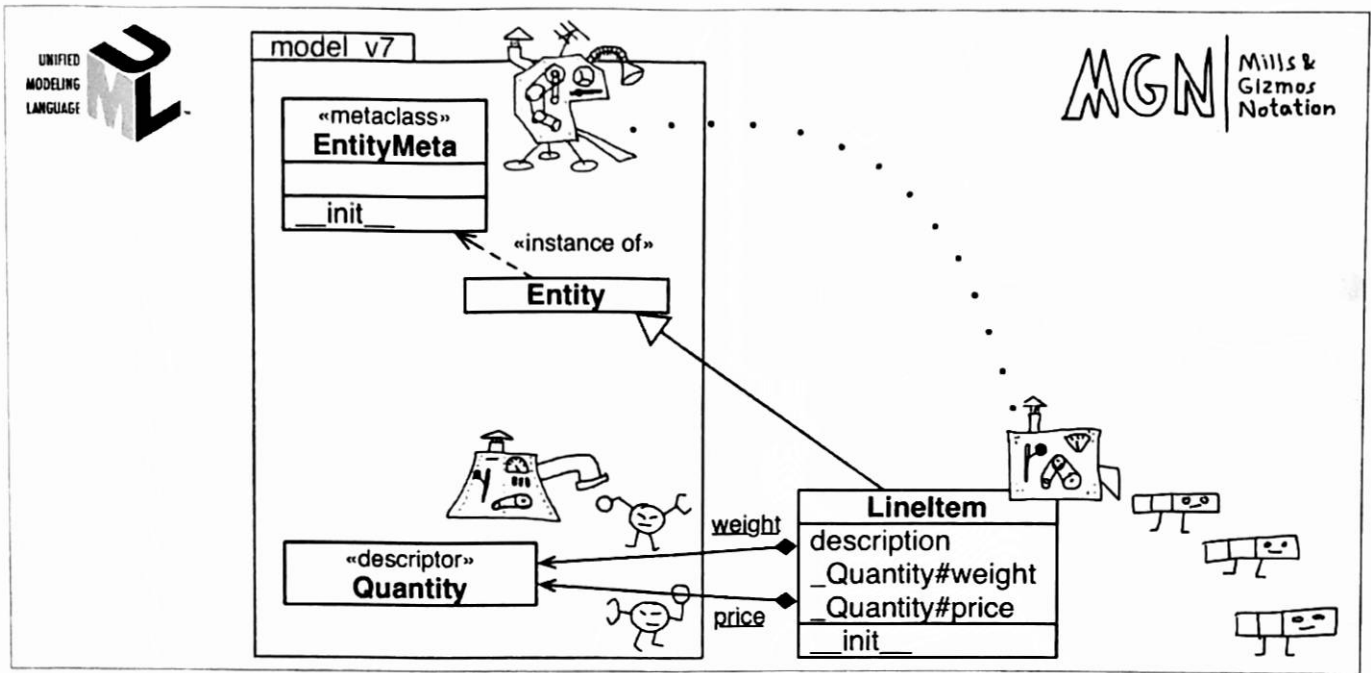 UNIFIED
MODELING
LANGUAGE
UML
model_v7
MGN
Mills &
Gizmos
Notation
«metaclass»
EntityMeta
__init__
«instance of»
Entity
LineItem
description
_Quantity#weight
_Quantity#price
__init__
weight
price
«descriptor»
Quantity